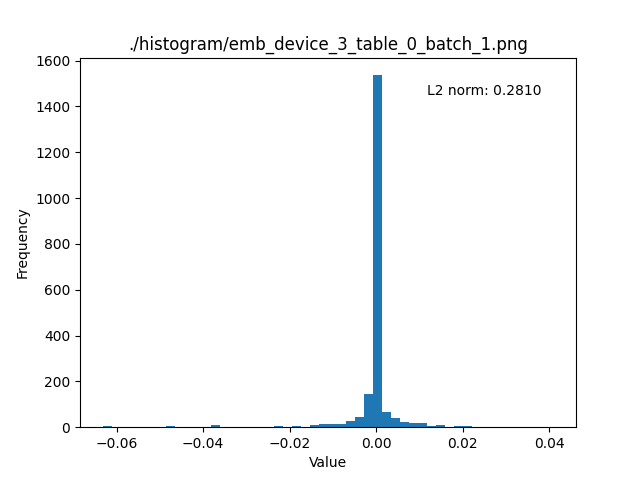 ./histogram/emb_device_3_table_0_batch_1.png
L2 norm: 0.2810
Frequency
1600
1400
1200
1000
800
600
400
200
0
−0.06 −0.04 −0.02 0.00 0.02 0.04
Value